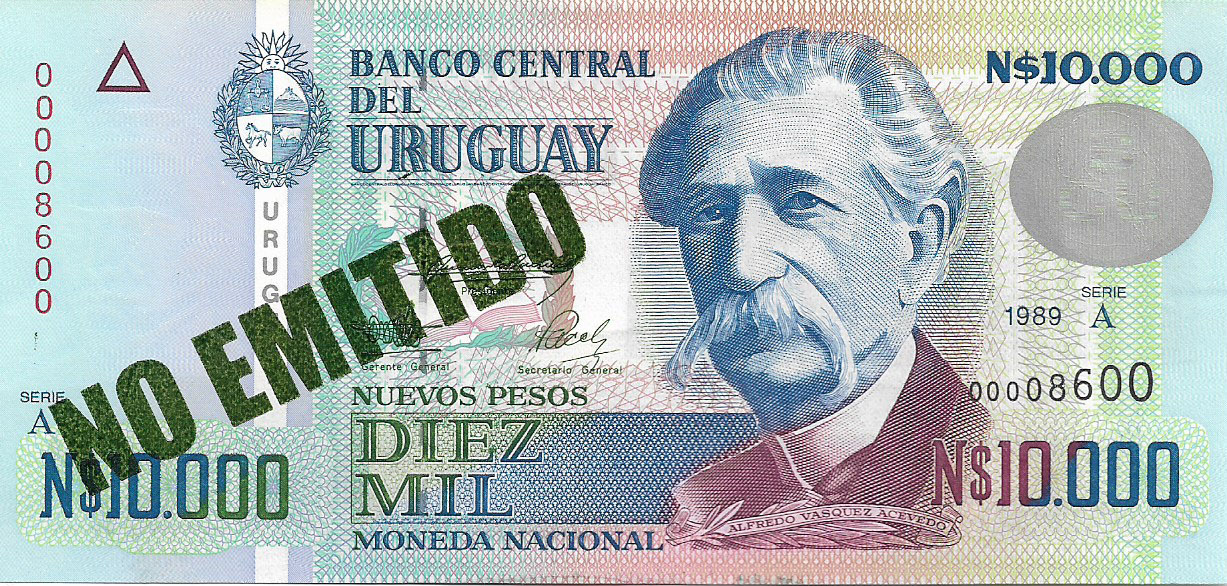 BANCO CENTRAL
DEL
URUGUAY
N$10.000
00008600
URUG
NO EMITIDO
Gerente General
Secretario General
1989
SERIE
A
00008600
SERIE
A
NUEVOS PESOS
DIEZ
MIL
MONEDA NACIONAL
N$10.000
N$10.000
ALFREDO VASQUEZ ACEVEDO